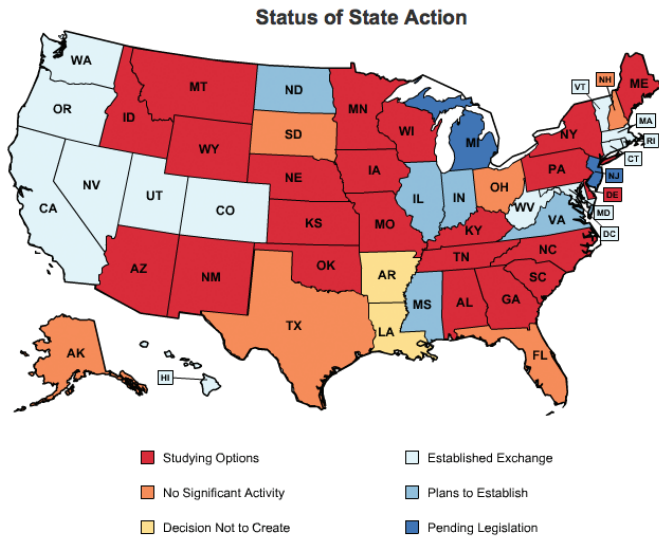 Status of State Action
WA
OR
CA
NV
ID
MT
WY
UT
CO
AZ
NM
ND
SD
NE
KS
OK
TX
MN
IA
MO
AR
LA
WI
IL
MI
IN
OH
KY
TN
MS
AL
GA
FL
SC
NC
VA
WV
PA
NY
VT
NH
ME
MA
RI
CT
NJ
DE
MD
DC
AK
HI
Studying Options
Established Exchange
No Significant Activity
Plans to Establish
Decision Not to Create
Pending Legislation